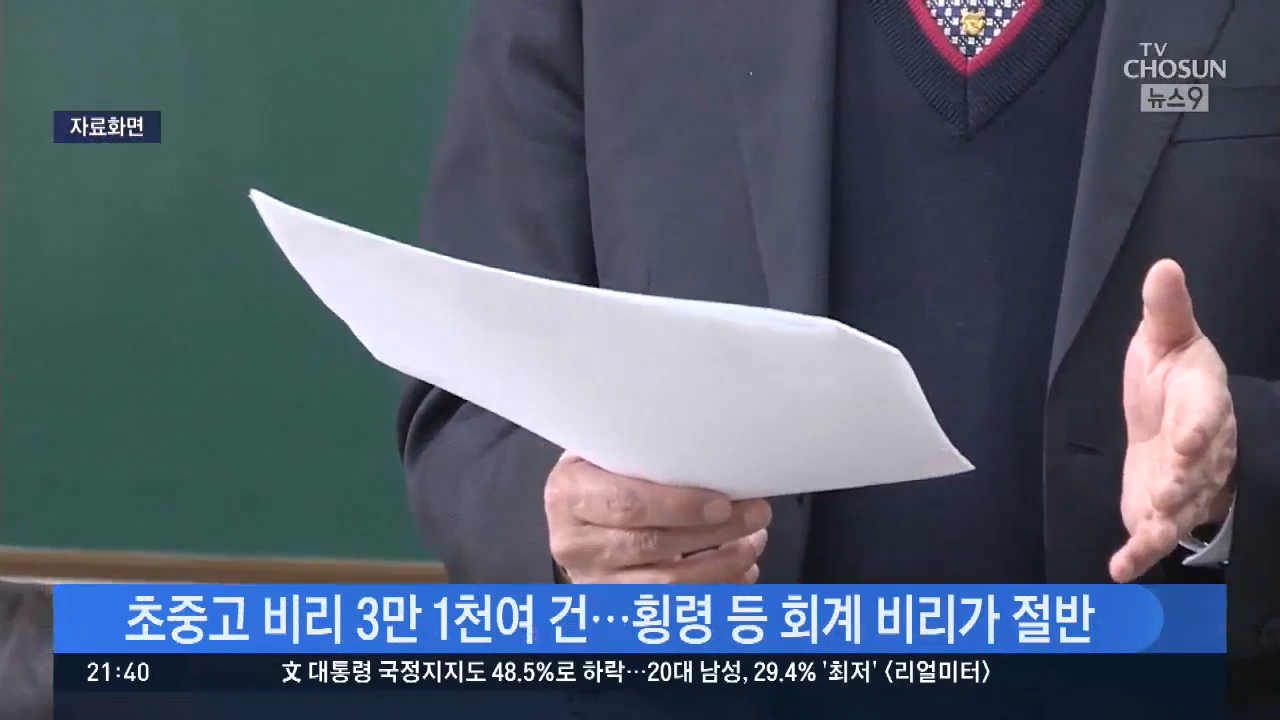 TV
CHOSUN
뉴스9
자료화면
초중고 비리 3만 1천여 건…횡령 등 회계 비리가 절반
21:40 文 대통령 국정지지도 48.5%로 하락…20대 남성, 29.4% '최저' <리얼미터>